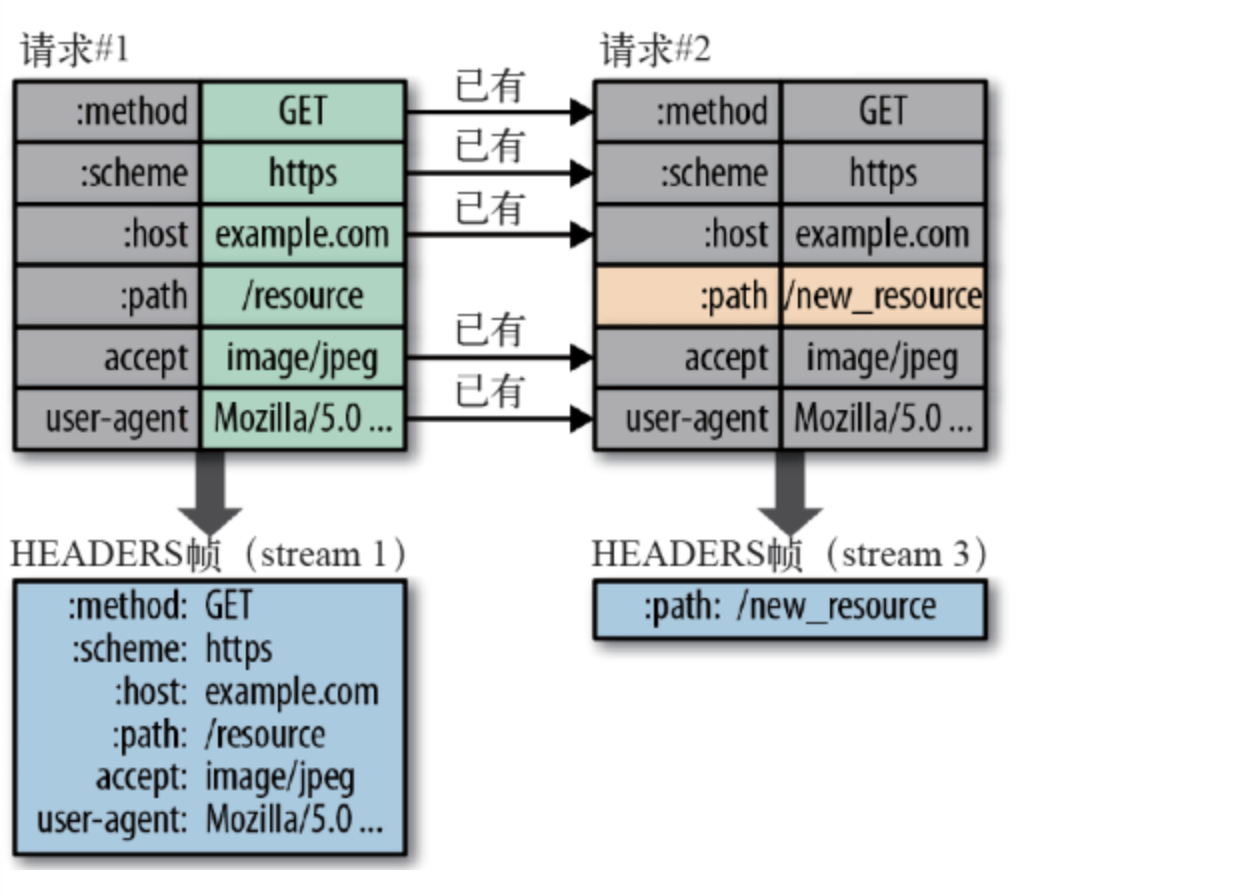 请求#1
:method GET
:scheme https
:host example.com
:path /resource
accept image/jpeg
user-agent Mozilla/5.0 ...
已有
已有
已有
已有
已有
请求#2
:method GET
:scheme https
:host example.com
:path /new_resource
accept image/jpeg
user-agent Mozilla/5.0 ...
HEADERS帧（stream 1）
:method: GET
:scheme: https
:host: example.com
:path: /resource
accept: image/jpeg
user-agent: Mozilla/5.0 ...
HEADERS帧（stream 3）
:path: /new_resource